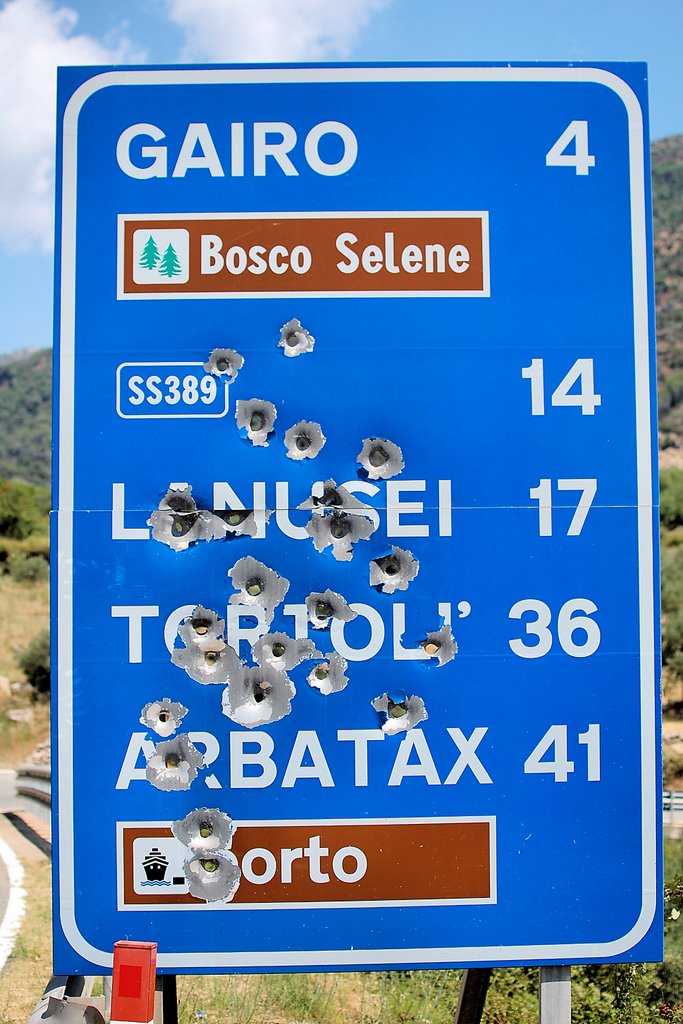 GAIRO 4
Bosco Selene
SS389 14
LANUSEI 17
TORTOLI' 36
ARBATAX 41
Porto